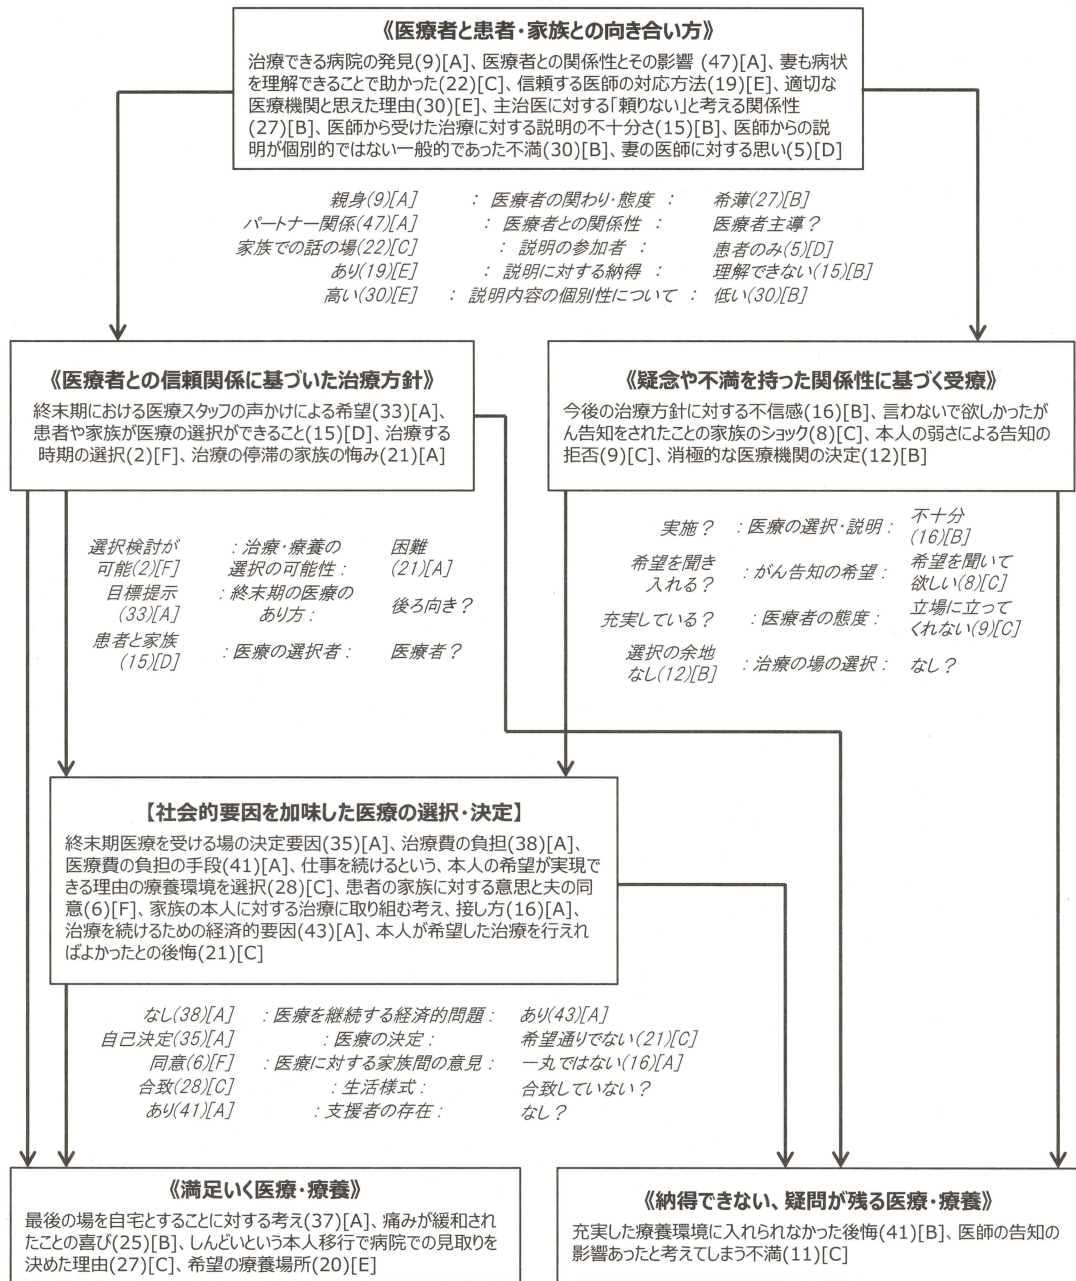 《医療者と患者・家族との向き合い方》
治療できる病院の発見(9)[A]、医療者との関係性とその影響 (47)[A]、妻も病状
を理解できることで助かった(22)[C]、信頼する医師の対応方法(19)[E]、適切な
医療機関と思えた理由(30)[E]、主治医に対する「頼りない」と考える関係性
(27)[B]、医師から受けた治療に対する説明の不十分さ(15)[B]、医師からの説
明が個別的ではない一般的であった不満(30)[B]、妻の医師に対する思い(5)[D]
親身(9)[A] : 医療者の関わり・態度 : 希薄(27)[B]
パートナー関係(47)[A] : 医療者との関係性 : 医療者主導？
家族での話の場(22)[C] : 説明の参加者 : 患者のみ(5)[D]
あり(19)[E] : 説明に対する納得 : 理解できない(15)[B]
高い(30)[E] : 説明内容の個別性について : 低い(30)[B]
《医療者との信頼関係に基づいた治療方針》
終末期における医療スタッフの声かけによる希望(33)[A]、
患者や家族が医療の選択ができること(15)[D]、治療する
時期の選択(2)[F]、治療の停滞の家族の悔み(21)[A]
《疑念や不満を持った関係性に基づく受療》
今後の治療方針に対する不信感(16)[B]、言わないで欲しかったが
ん告知をされたことの家族のショック(8)[C]、本人の弱さによる告知の
拒否(9)[C]、消極的な医療機関の決定(12)[B]
選択検討が : 治療・療養の 困難
可能(2)[F] 選択の可能性 : (21)[A]
目標提示 : 終末期の医療の
(33)[A] あり方 : 後ろ向き？
患者と家族
(15)[D] : 医療の選択者 : 医療者？
実施？ : 医療の選択・説明 : 不十分
(16)[B]
希望を聞き
入れる？ : がん告知の希望 : 希望を聞いて
欲しい(8)[C]
充実している？ : 医療者の態度 : 立場に立って
くれない(9)[C]
選択の余地
なし(12)[B] : 治療の場の選択 : なし？
【社会的要因を加味した医療の選択・決定】
終末期医療を受ける場の決定要因(35)[A]、治療費の負担(38)[A]、
医療費の負担の手段(41)[A]、仕事を続けるという、本人の希望が実現で
きる理由の療養環境を選択(28)[C]、患者の家族に対する意思と夫の同
意(6)[F]、家族の本人に対する治療に取り組む考え、接し方(16)[A]、
治療を続けるための経済的要因(43)[A]、本人が希望した治療を行えれ
ばよかったとの後悔(21)[C]
なし(38)[A] : 医療を継続する経済的問題 : あり(43)[A]
自己決定(35)[A] : 医療の決定 : 希望通りでない(21)[C]
同意(6)[F] : 医療に対する家族間の意見 : 一丸ではない(16)[A]
合致(28)[C] : 生活様式 : 合致していない？
あり(41)[A] : 支援者の存在 : なし？
《満足いく医療・療養》
最後の場を自宅とすることに対する考え(37)[A]、痛みが緩和され
たことの喜び(25)[B]、しんどいという本人移行で病院での見取りを
決めた理由(27)[C]、希望の療養場所(20)[E]
《納得できない、疑問が残る医療・療養》
充実した療養環境に入れられなかった後悔(41)[B]、医師の告知の
影響あったと考えてしまう不満(11)[C]